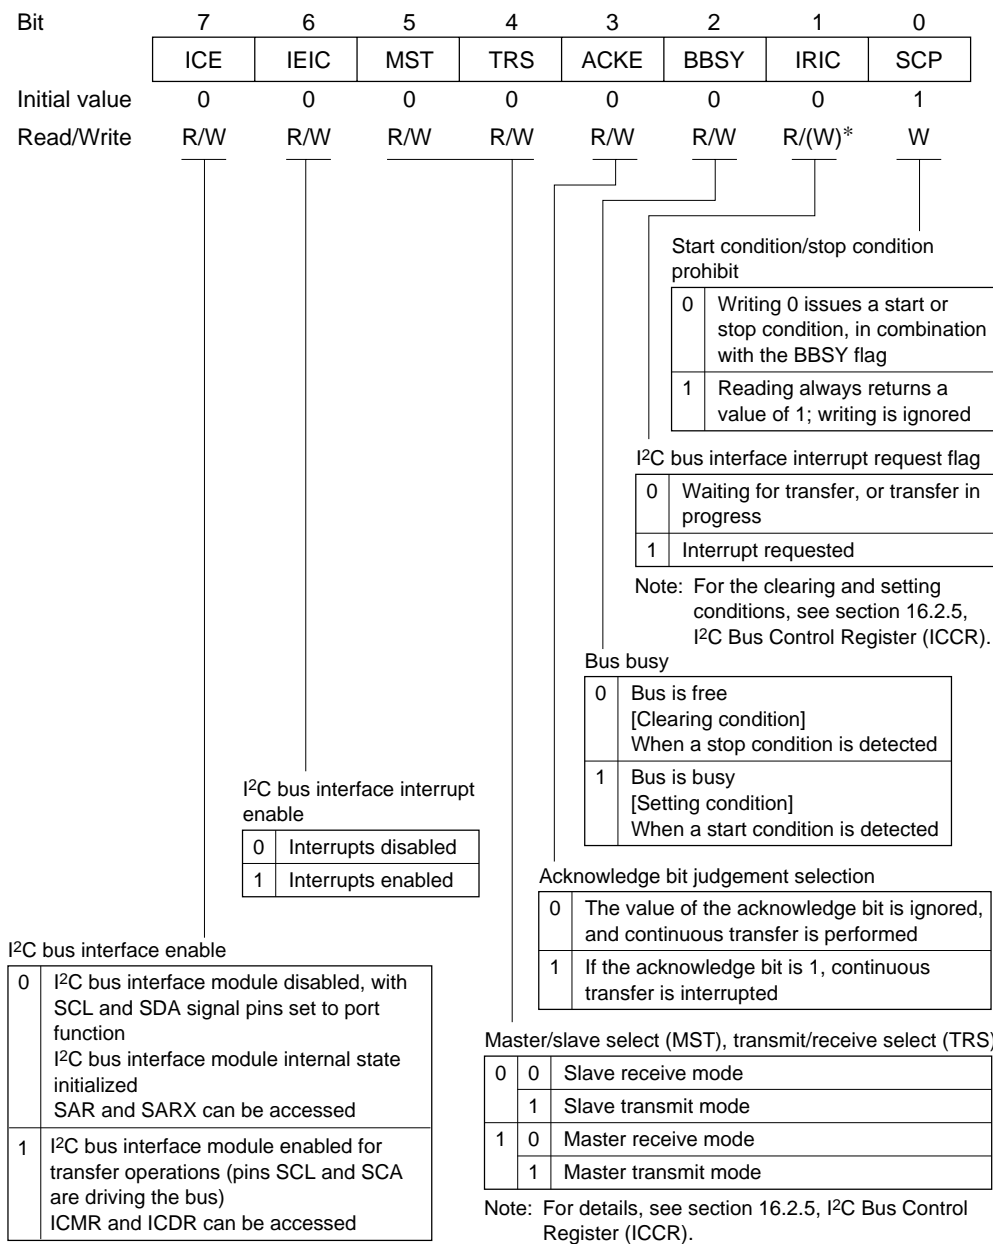 Bit 7 6 5 4 3 2 1 0
ICE IEIC MST TRS ACKE BBSY IRIC SCP
Initial value 0 0 0 0 0 0 0 1
Read/Write R/W R/W R/W R/W R/W R/W R/(W)* W
Start condition/stop condition
prohibit
0 Writing 0 issues a start or
stop condition, in combination
with the BBSY flag
1 Reading always returns a
value of 1; writing is ignored
I2C bus interface interrupt request flag
0 Waiting for transfer, or transfer in
progress
1 Interrupt requested
Note: For the clearing and setting
conditions, see section 16.2.5,
I2C Bus Control Register (ICCR).
Bus busy
0 Bus is free
[Clearing condition]
When a stop condition is detected
1 Bus is busy
[Setting condition]
When a start condition is detected
I2C bus interface interrupt
enable
0 Interrupts disabled
1 Interrupts enabled
Acknowledge bit judgement selection
0 The value of the acknowledge bit is ignored,
and continuous transfer is performed
1 If the acknowledge bit is 1, continuous
transfer is interrupted
I2C bus interface enable
0 I2C bus interface module disabled, with
SCL and SDA signal pins set to port
function
I2C bus interface module internal state
initialized
SAR and SARX can be accessed
1 I2C bus interface module enabled for
transfer operations (pins SCL and SCA
are driving the bus)
ICMR and ICDR can be accessed
Master/slave select (MST), transmit/receive select (TRS)
0 0 Slave receive mode
1 Slave transmit mode
1 0 Master receive mode
1 Master transmit mode
Note: For details, see section 16.2.5, I2C Bus Control
Register (ICCR).